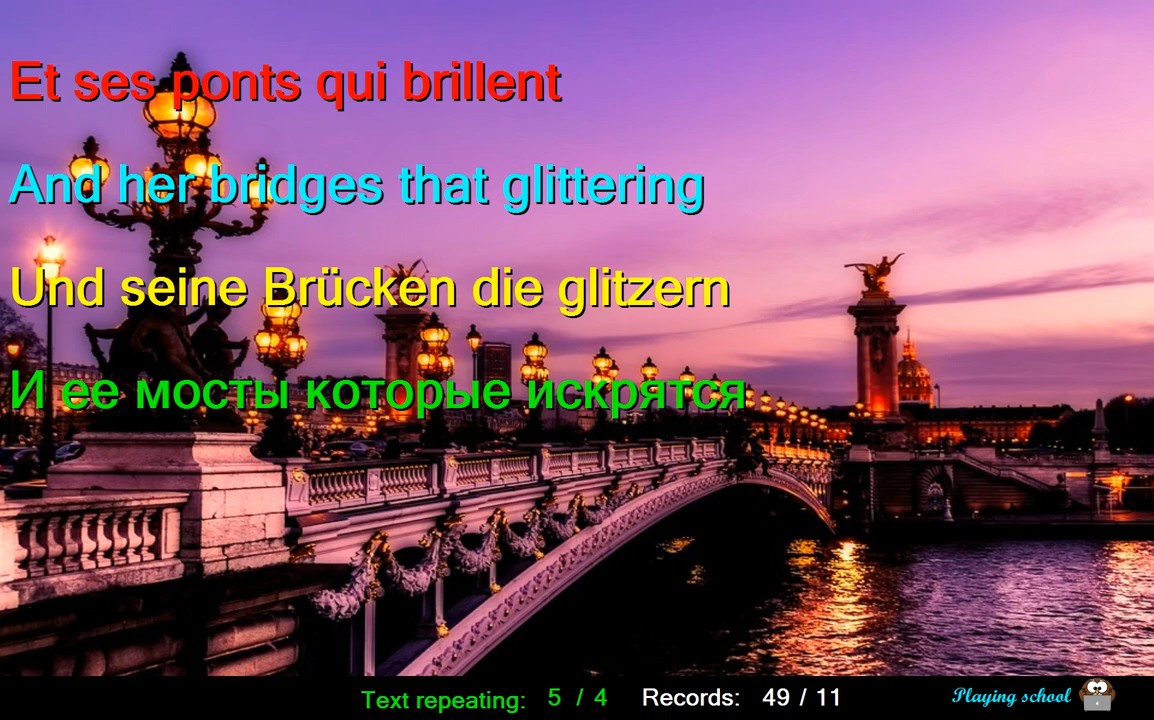 Et ses ponts qui brillent
And her bridges that glittering
Und seine Brücken die glitzern
И ее мосты которые искрятся
Text repeating: 5 / 4 Records: 49 / 11 Playing school